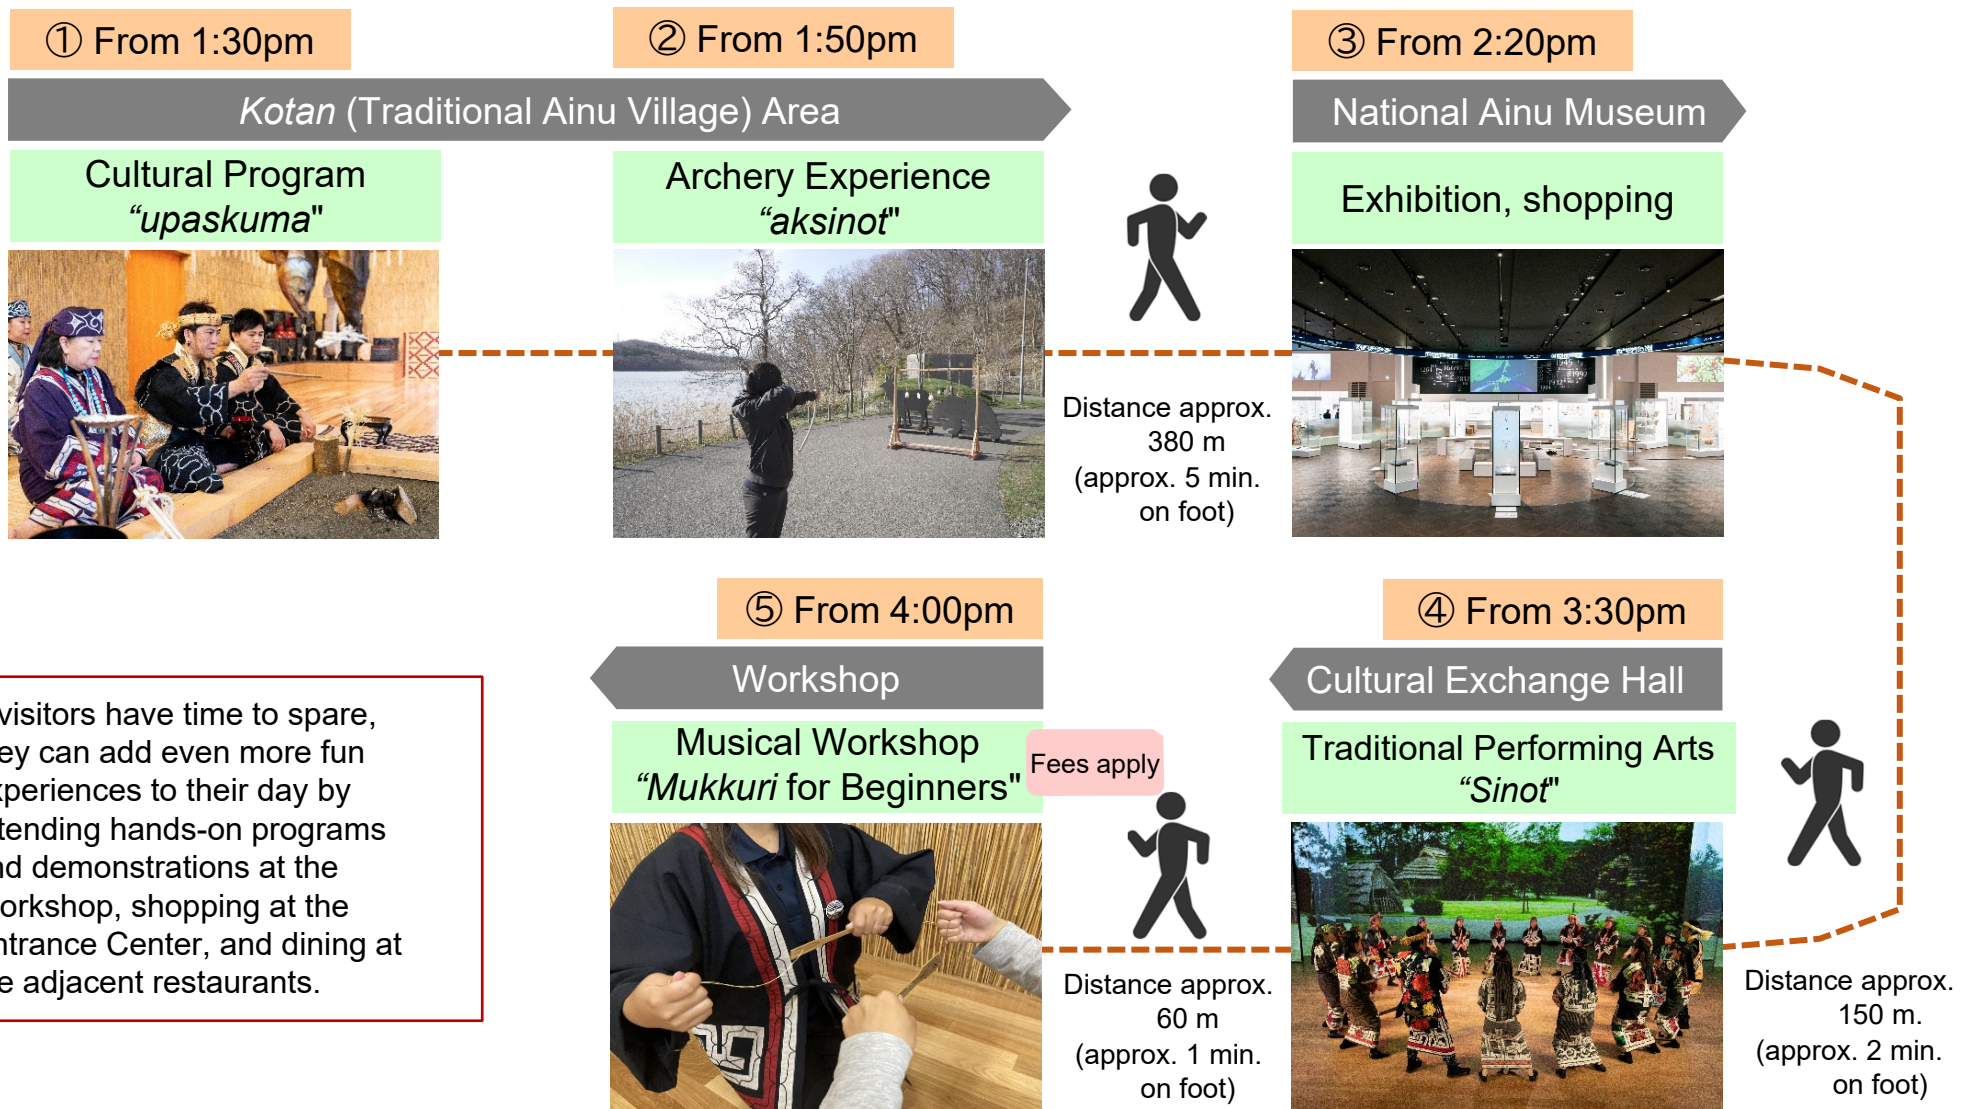 ① From 1:30pm
② From 1:50pm
③ From 2:20pm
Kotan (Traditional Ainu Village) Area
National Ainu Museum
Cultural Program
“upaskuma"
Archery Experience
“aksinot"
Exhibition, shopping
Distance approx.
380 m
(approx. 5 min.
on foot)
④ From 3:30pm
Cultural Exchange Hall
Traditional Performing Arts
“Sinot"
Distance approx.
150 m.
(approx. 2 min.
on foot)
⑤ From 4:00pm
Workshop
Musical Workshop
“Mukkuri for Beginners"
Fees apply
Distance approx.
60 m
(approx. 1 min.
on foot)
visitors have time to spare,
ey can add even more fun
xperiences to their day by
tending hands-on programs
nd demonstrations at the
orkshop, shopping at the
ntrance Center, and dining at
e adjacent restaurants.